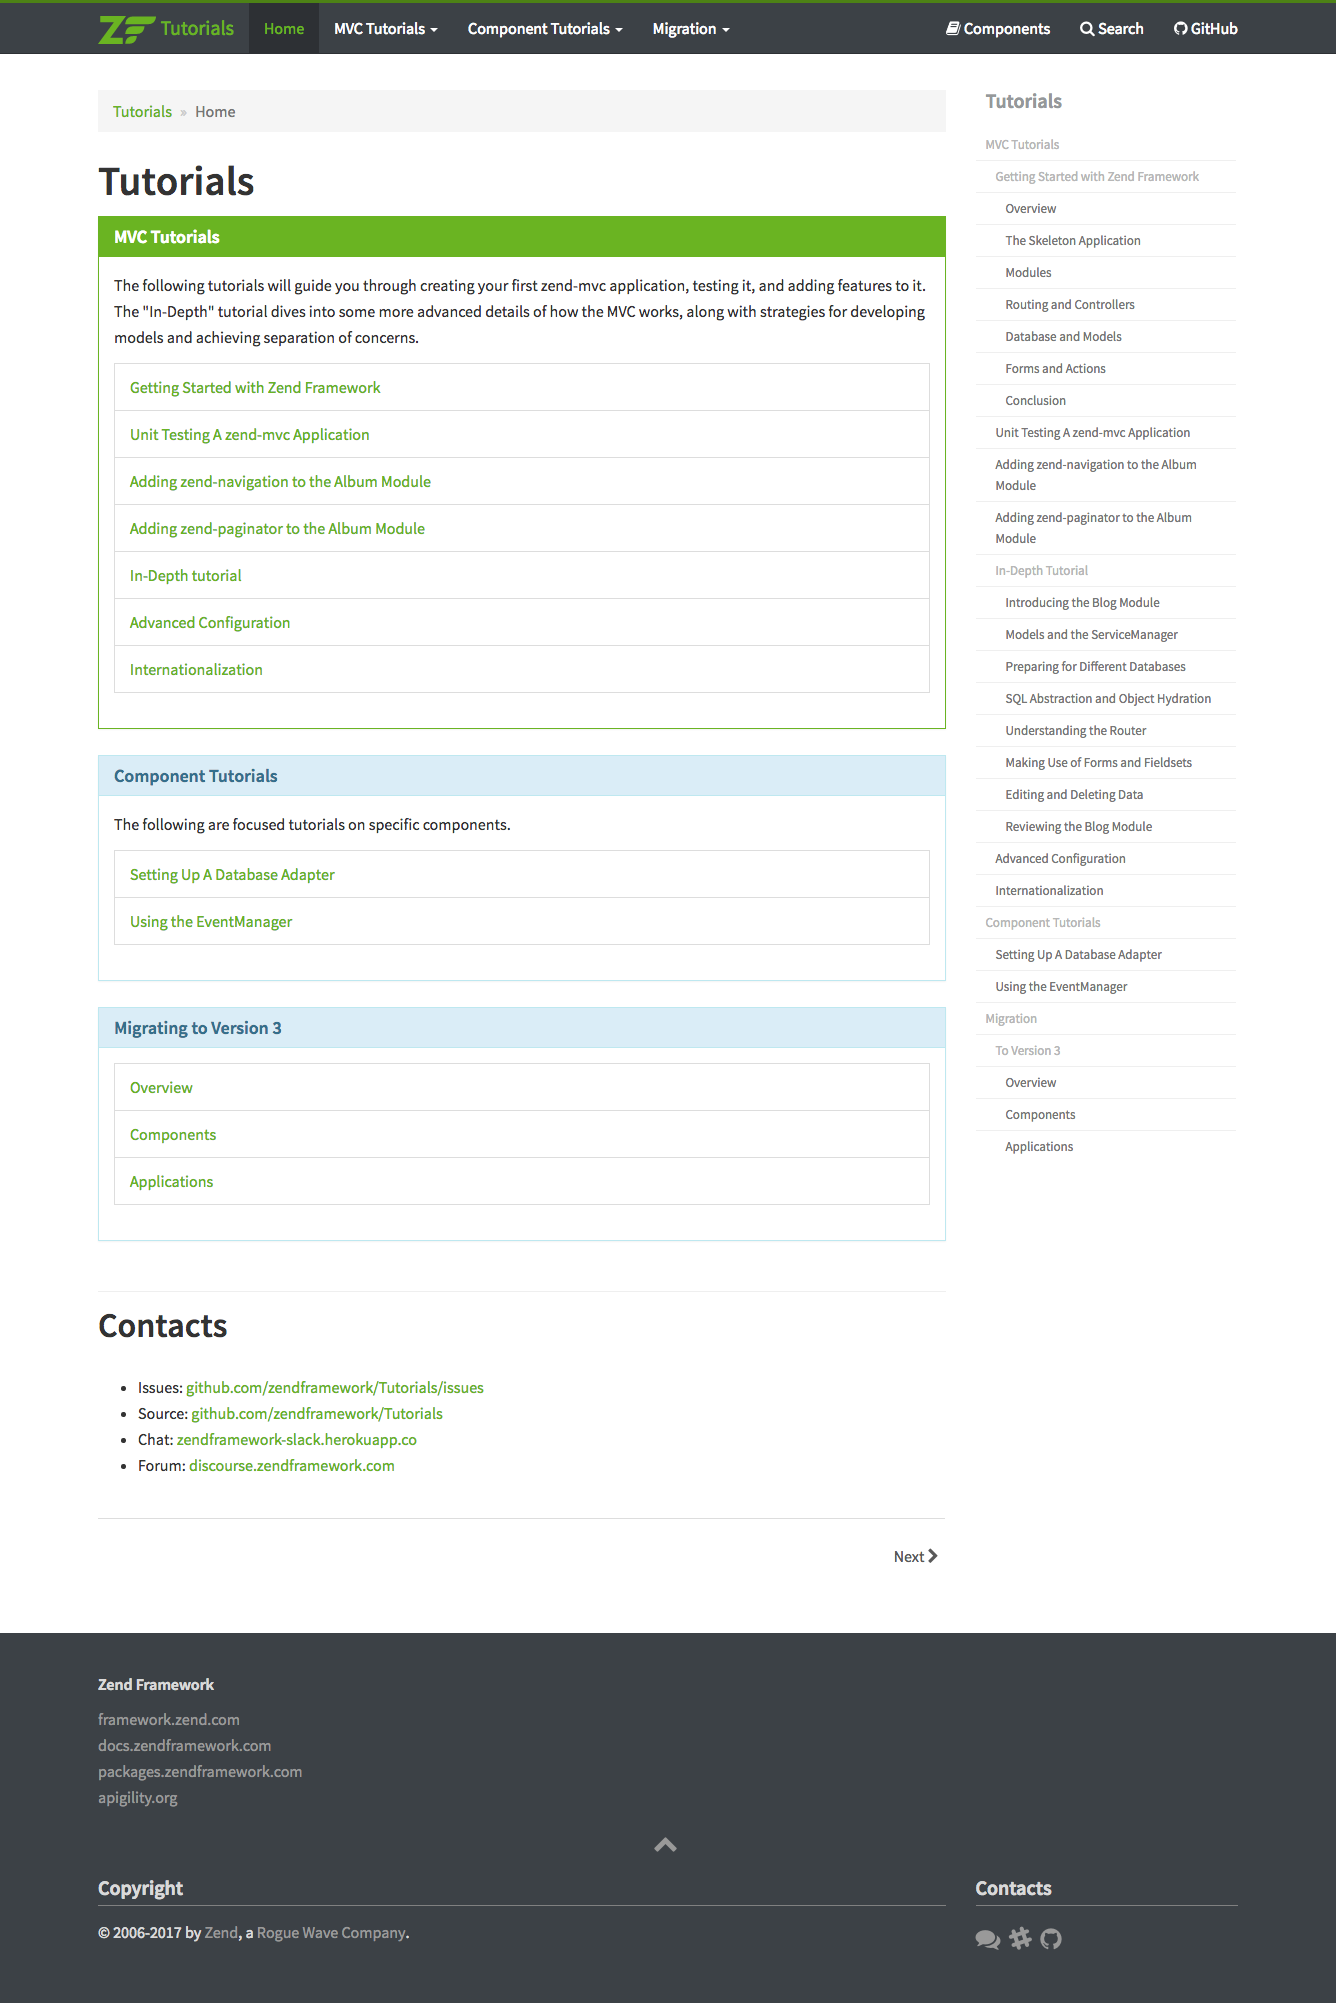 ZF Tutorials Home MVC Tutorials Component Tutorials Migration Components Search GitHub
Tutorials » Home
Tutorials
MVC Tutorials
The following tutorials will guide you through creating your first zend-mvc application, testing it, and adding features to it.
The "In-Depth" tutorial dives into some more advanced details of how the MVC works, along with strategies for developing
models and achieving separation of concerns.
Getting Started with Zend Framework
Unit Testing A zend-mvc Application
Adding zend-navigation to the Album Module
Adding zend-paginator to the Album Module
In-Depth tutorial
Advanced Configuration
Internationalization
Component Tutorials
The following are focused tutorials on specific components.
Setting Up A Database Adapter
Using the EventManager
Migrating to Version 3
Overview
Components
Applications
Contacts
• Issues: github.com/zendframework/Tutorials/issues
• Source: github.com/zendframework/Tutorials
• Chat: zendframework-slack.herokuapp.co
• Forum: discourse.zendframework.com
Next
Tutorials
MVC Tutorials
Getting Started with Zend Framework
Overview
The Skeleton Application
Modules
Routing and Controllers
Database and Models
Forms and Actions
Conclusion
Unit Testing A zend-mvc Application
Adding zend-navigation to the Album
Module
Adding zend-paginator to the Album
Module
In-Depth Tutorial
Introducing the Blog Module
Models and the ServiceManager
Preparing for Different Databases
SQL Abstraction and Object Hydration
Understanding the Router
Making Use of Forms and Fieldsets
Editing and Deleting Data
Reviewing the Blog Module
Advanced Configuration
Internationalization
Component Tutorials
Setting Up A Database Adapter
Using the EventManager
Migration
To Version 3
Overview
Components
Applications
Zend Framework
framework.zend.com
docs.zendframework.com
packages.zendframework.com
apigility.org
Copyright
© 2006-2017 by Zend, a Rogue Wave Company.
Contacts